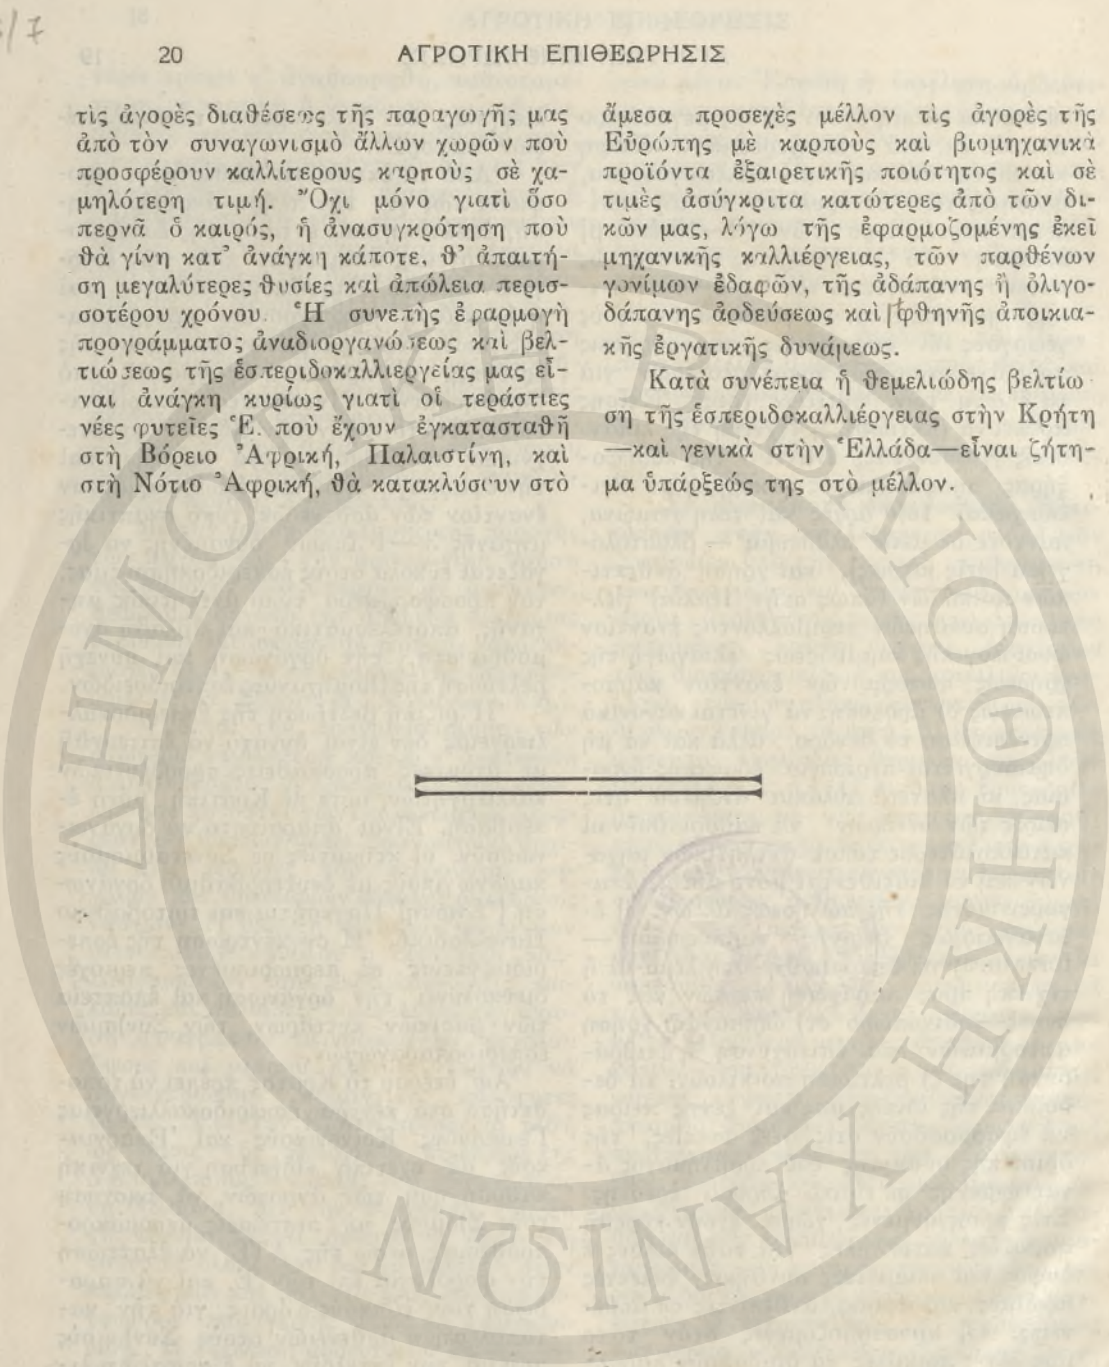 20
ΑΓΡΟΤΙΚΗ ΕΠΙΘΕΩΡΗΣΙΣ
τὶς ἀγορὲς διαθέσεως τῆς παραγωγῆς μας
ἀπὸ τὸν συναγωνισμὸ ἄλλων χωρῶν ποὺ
προσφέρουν καλλίτερους καρποὺς σὲ χα-
μηλότερη τιμή. Ὄχι μόνο γιατὶ ὅσο
περνᾶ ὁ καιρός, ἡ ἀνασυγκρότηση ποὺ
θὰ γίνη κατ' ἀνάγκη κάποτε, θ' ἀπαιτή-
ση μεγαλύτερες θυσίες καὶ ἀπώλεια περισ-
σοτέρου χρόνου. Ἡ συνεπὴς ἐφαρμογὴ
προγράμματος ἀναδιοργανώσεως καὶ βελ-
τιώσεως τῆς ἑσπεριδοκαλλιεργείας μας εἶ-
ναι ἀνάγκη κυρίως γιατὶ οἱ τεράστιες
νέες φυτεῖες Ἑ. ποὺ ἔχουν ἐγκατασταθῆ
στὴ Βόρειο Ἀφρική, Παλαιστίνη, καὶ
στὴ Νότιο Ἀφρική, θὰ κατακλύσουν στὸ
ἄμεσα προσεχὲς μέλλον τὶς ἀγορὲς τῆς
Εὐρώπης μὲ καρποὺς καὶ βιομηχανικὰ
προϊόντα ἐξαιρετικῆς ποιότητος καὶ σὲ
τιμὲς ἀσύγκριτα κατώτερες ἀπὸ τῶν δι-
κῶν μας, λόγω τῆς ἐφαρμοζομένης ἐκεῖ
μηχανικῆς καλλιέργειας, τῶν παρθένων
γονίμων ἐδαφῶν, τῆς ἀδάπανης ἢ ὀλιγο-
δάπανης ἀρδεύσεως καὶ φθηνῆς ἀποικια-
κῆς ἐργατικῆς δυνάμεως.
Κατὰ συνέπεια ἡ θεμελιώδης βελτίω
ση τῆς ἑσπεριδοκαλλιέργειας στὴν Κρήτη
—καὶ γενικὰ στὴν Ἑλλάδα—εἶναι ζήτη-
μα ὑπάρξεώς της στὸ μέλλον.
ΔΗΜΟΤΙΚΗ ΒΙΒΛΙΟΘΗΚΗ ΧΑΝΙΩΝ